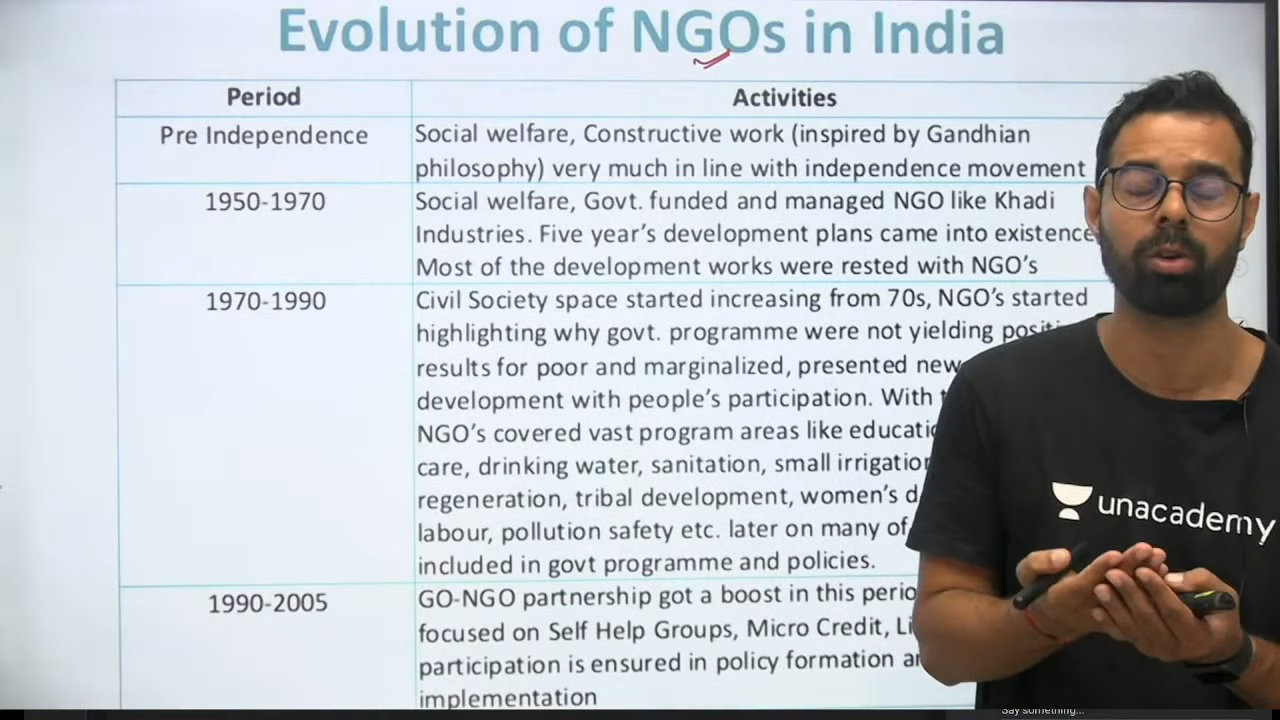 Evolution of NGOs in India
Period
Activities
Pre Independence
Social welfare, Constructive work (inspired by Gandhian
philosophy) very much in line with independence movement
1950-1970
Social welfare, Govt. funded and managed NGO like Khadi
Industries. Five year's development plans came into existence
Most of the development works were rested with NGO's
1970-1990
Civil Society space started increasing from 70s, NGO's started
highlighting why govt. programme were not yielding
results for poor and marginalized, presented new
development with people's participation. With
NGO's covered vast program areas like
care, drinking water, sanitation, small
regeneration, tribal development, women's
labour, pollution safety etc. later on many of
included in govt programme and policies.
1990-2005
GO-NGO partnership got a boost in this
focused on Self Help Groups, Micro Credit,
participation is ensured in policy formation
implementation
unacademy
Say something...